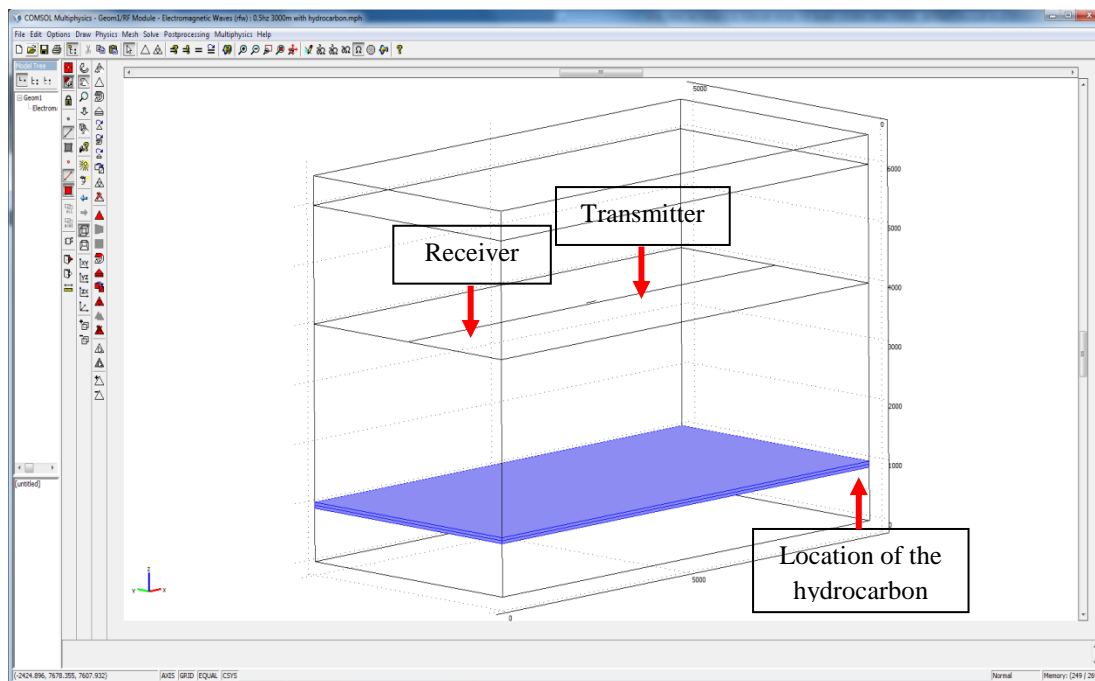 COMSOL Multiphysics - Geom1/RF Module - Electromagnetic Waves (rfw) : 0.5hz 3000m with hydrocarbon.mph
File Edit Options Draw Physics Mesh Solve Postprocessing Multiphysics Help
Model Tree
Geom1
Electrom
[untitled]
5000
0
6000
5000
4000
3000
2000
1000
0
5000
0
Transmitter
Receiver
Location of the
hydrocarbon
z
y
x
(-2424.896, 7678.355, 7607.932)
AXIS GRID EQUAL CSYS
Normal
Memory: (249 / 26